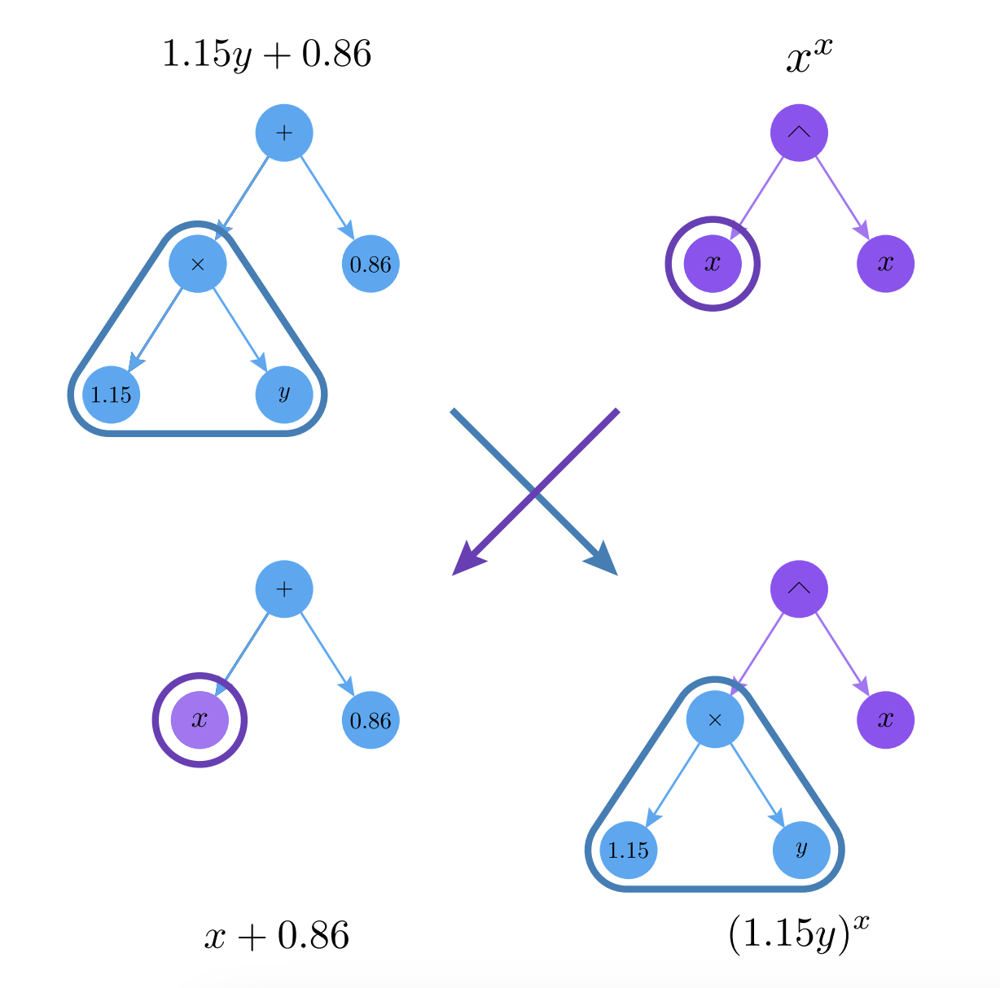 1.15y + 0.86
x^x
+
^
×
0.86
x
x
1.15
y
+
^
x
0.86
×
x
1.15
y
x + 0.86
(1.15y)^x